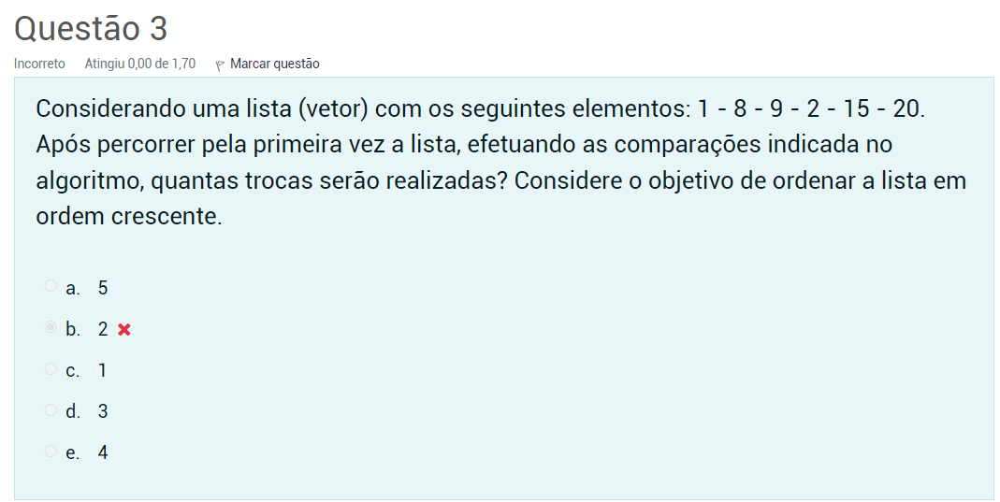 Questão 3
Incorreto Atingiu 0,00 de 1,70 Marcar questão
Considerando uma lista (vetor) com os seguintes elementos: 1 - 8 - 9 - 2 - 15 - 20.
Após percorrer pela primeira vez a lista, efetuando as comparações indicada no
algoritmo, quantas trocas serão realizadas? Considere o objetivo de ordenar a lista em
ordem crescente.
a. 5
b. 2
c. 1
d. 3
e. 4